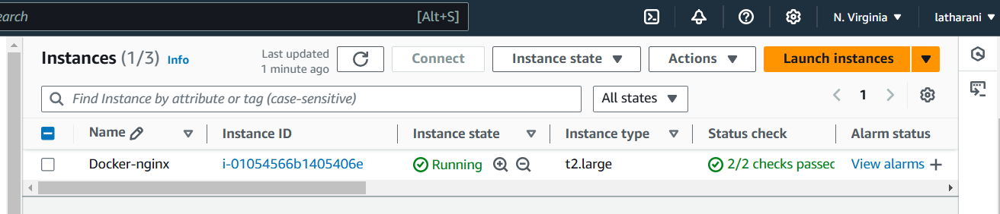 earch [Alt+S] N. Virginia latharani
Instances (1/3) Info Last updated 1 minute ago Connect Instance state Actions Launch instances
Find Instance by attribute or tag (case-sensitive) All states 1
Name Instance ID Instance state Instance type Status check Alarm status
Docker-nginx i-01054566b1405406e Running t2.large 2/2 checks passec View alarms